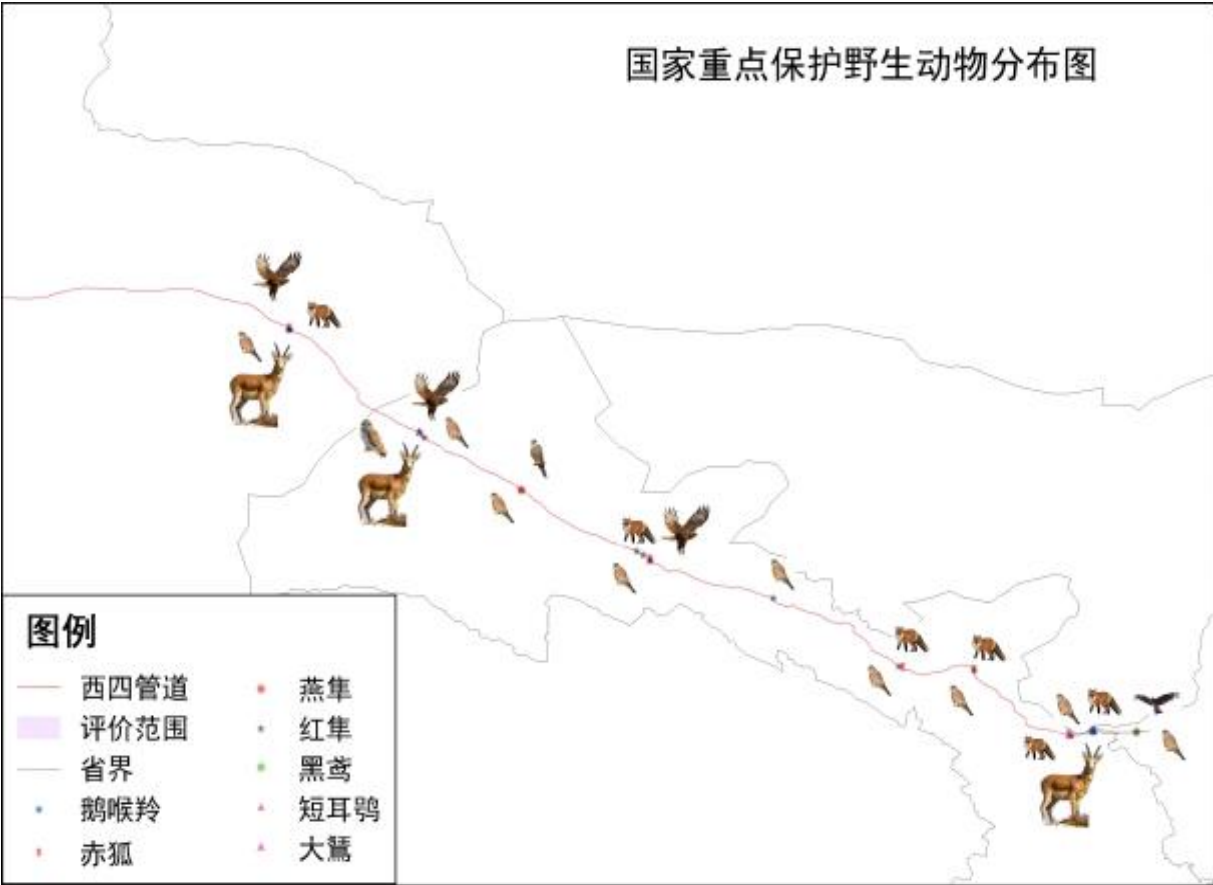 国家重点保护野生动物分布图
图例
西四管道
评价范围
省界
鹅喉羚
赤狐
燕隼
红隼
黑鸢
短耳鸮
大鵟